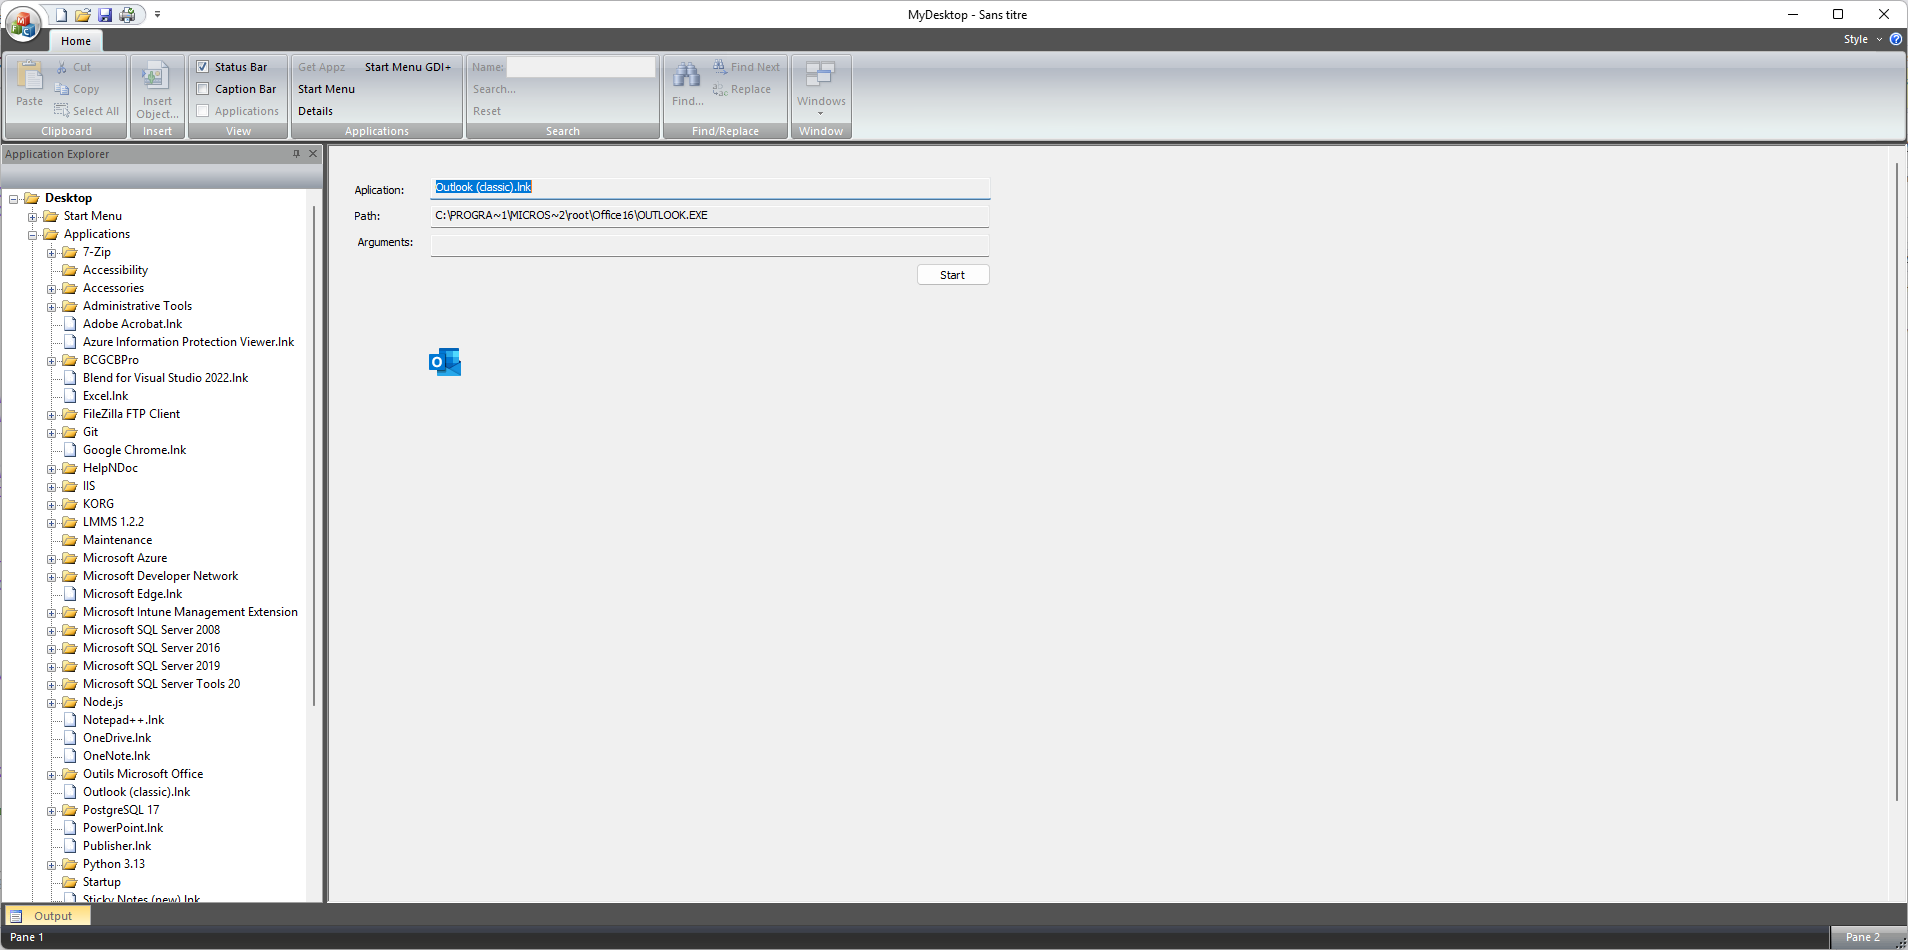 MyDesktop - Sans titre
Home
Style
Paste
Cut
Copy
Select All
Clipboard
Insert
Object...
Insert
Status Bar
Caption Bar
Applications
View
Get Appz
Start Menu GDI+
Start Menu
Details
Applications
Name:
Search...
Reset
Search
Find...
Find Next
Replace
Find/Replace
Windows
Window
Application Explorer
Desktop
Start Menu
Applications
7-Zip
Accessibility
Accessories
Administrative Tools
Adobe Acrobat.lnk
Azure Information Protection Viewer.lnk
BCGCBPro
Blend for Visual Studio 2022.lnk
Excel.lnk
FileZilla FTP Client
Git
Google Chrome.lnk
HelpNDoc
IIS
KORG
LMMS 1.2.2
Maintenance
Microsoft Azure
Microsoft Developer Network
Microsoft Edge.lnk
Microsoft Intune Management Extension
Microsoft SQL Server 2008
Microsoft SQL Server 2016
Microsoft SQL Server 2019
Microsoft SQL Server Tools 20
Node.js
Notepad++.lnk
OneDrive.lnk
OneNote.lnk
Outils Microsoft Office
Outlook (classic).lnk
PostgreSQL 17
PowerPoint.lnk
Publisher.lnk
Python 3.13
Startup
Sticky Notes (new).lnk
Aplication:
Outlook (classic).lnk
Path:
C:\PROGRA~1\MICROS~2\root\Office16\OUTLOOK.EXE
Arguments:
Start
Output
Pane 1
Pane 2